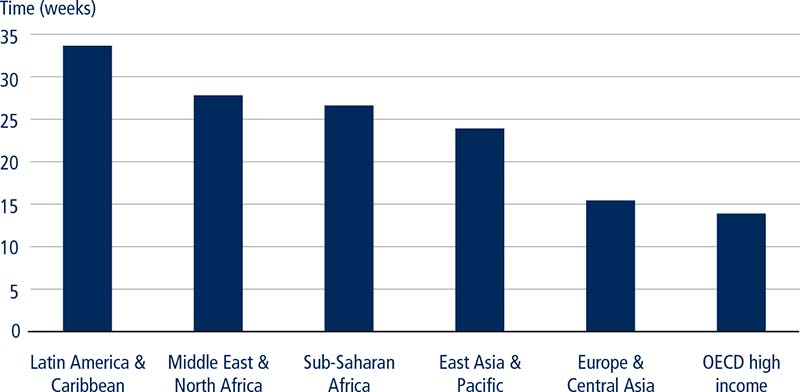 Time (weeks)
35
30
25
20
15
10
5
0
Latin America &
Caribbean
Middle East &
North Africa
Sub-Saharan
Africa
East Asia &
Pacific
Europe &
Central Asia
OECD high
income